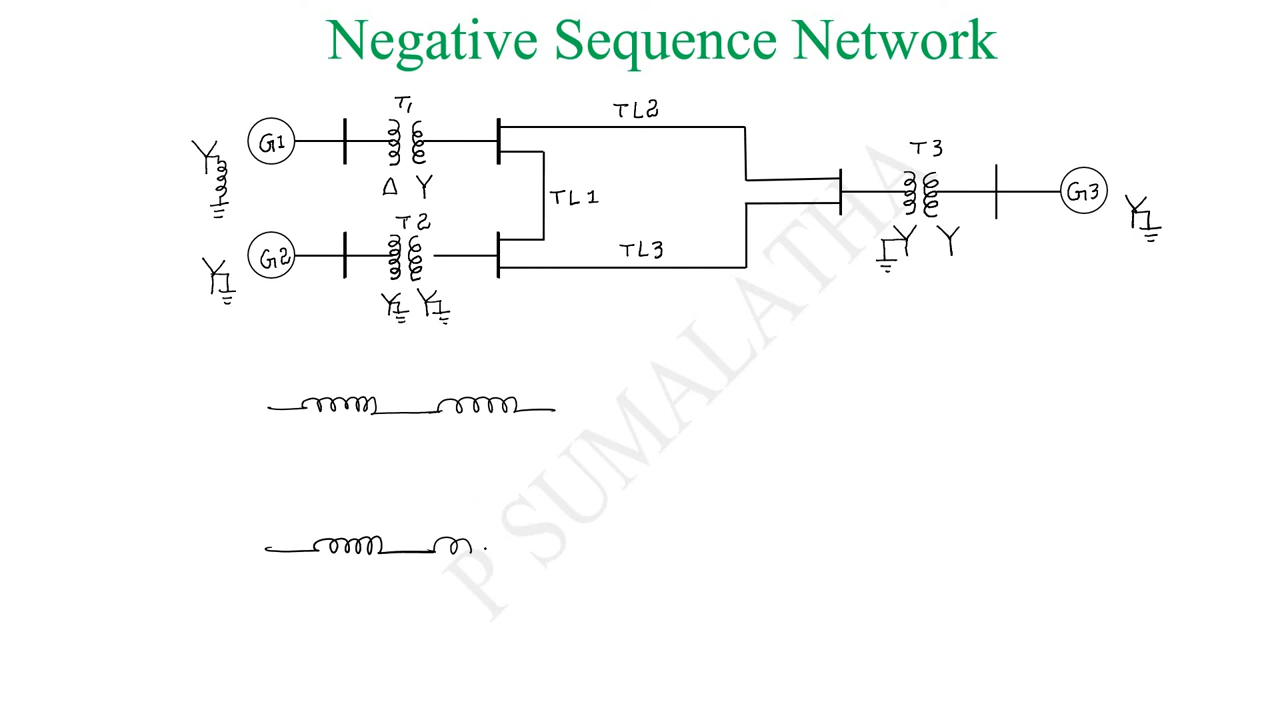 Negative Sequence Network
T1
TL2
G1
T3
Δ Y
TL1
G3
T2
G2
TL3
Y Y
P SUMALATHA